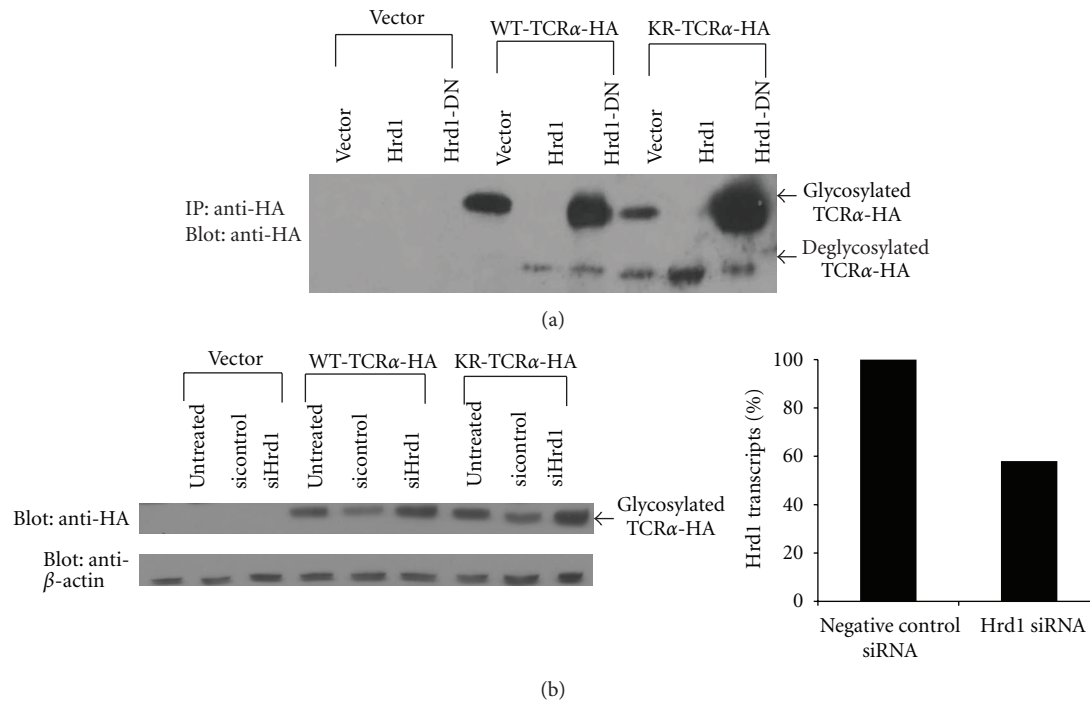 Vector
WT-TCRα-HA
KR-TCRα-HA
Vector
Hrd1
Hrd1-DN
Vector
Hrd1
Hrd1-DN
Vector
Hrd1
Hrd1-DN
IP: anti-HA
Blot: anti-HA
Glycosylated
TCRα-HA
Deglycosylated
TCRα-HA
(a)
Vector
WT-TCRα-HA
KR-TCRα-HA
Untreated
sicontrol
siHrd1
Untreated
sicontrol
siHrd1
Untreated
sicontrol
siHrd1
Blot: anti-HA
Glycosylated
TCRα-HA
Blot: anti-
β-actin
Hrd1 transcripts (%)
100
80
60
40
20
0
Negative control
siRNA
Hrd1 siRNA
(b)